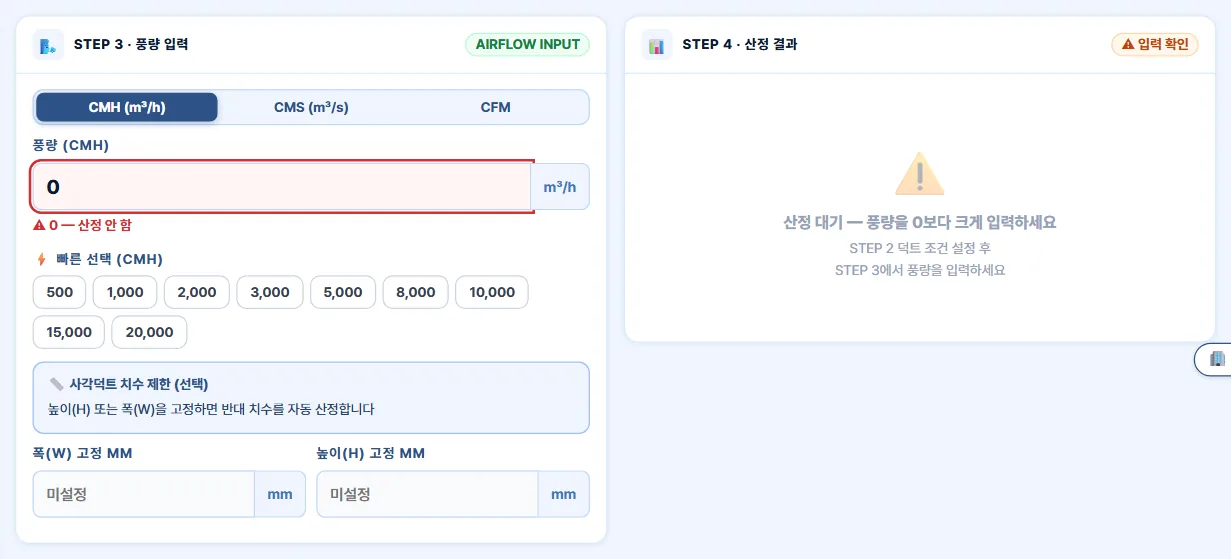 STEP 3 · 풍량 입력
AIRFLOW INPUT
CMH (m³/h)
CMS (m³/s)
CFM
풍량 (CMH)
0
m³/h
0 — 산정 안 함
빠른 선택 (CMH)
500
1,000
2,000
3,000
5,000
8,000
10,000
15,000
20,000
사각덕트 치수 제한 (선택)
높이(H) 또는 폭(W)을 고정하면 반대 치수를 자동 산정합니다
폭(W) 고정 MM
미설정
mm
높이(H) 고정 MM
미설정
mm
STEP 4 · 산정 결과
입력 확인
산정 대기 — 풍량을 0보다 크게 입력하세요
STEP 2 덕트 조건 설정 후
STEP 3에서 풍량을 입력하세요